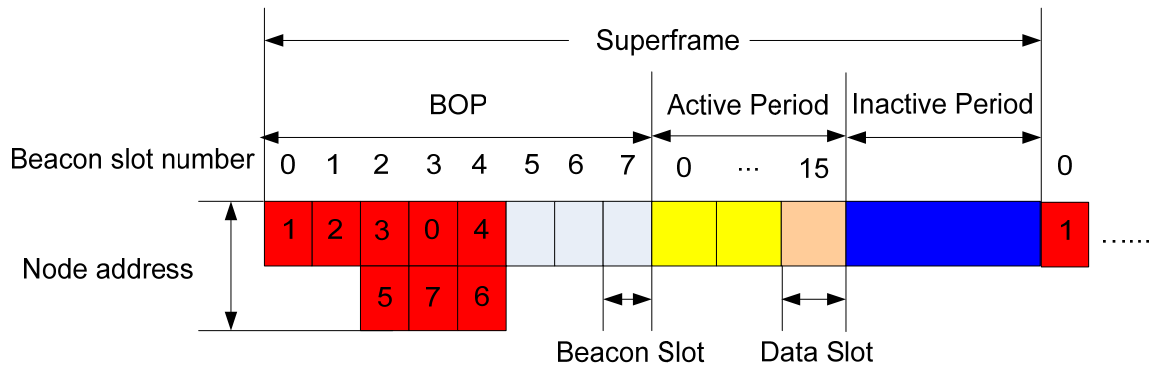 Superframe
BOP
Active Period
Inactive Period
Beacon slot number
0 1 2 3 4 5 6 7 0 ... 15 0
1 2 3 0 4 1 ......
Node address
5 7 6
Beacon Slot
Data Slot